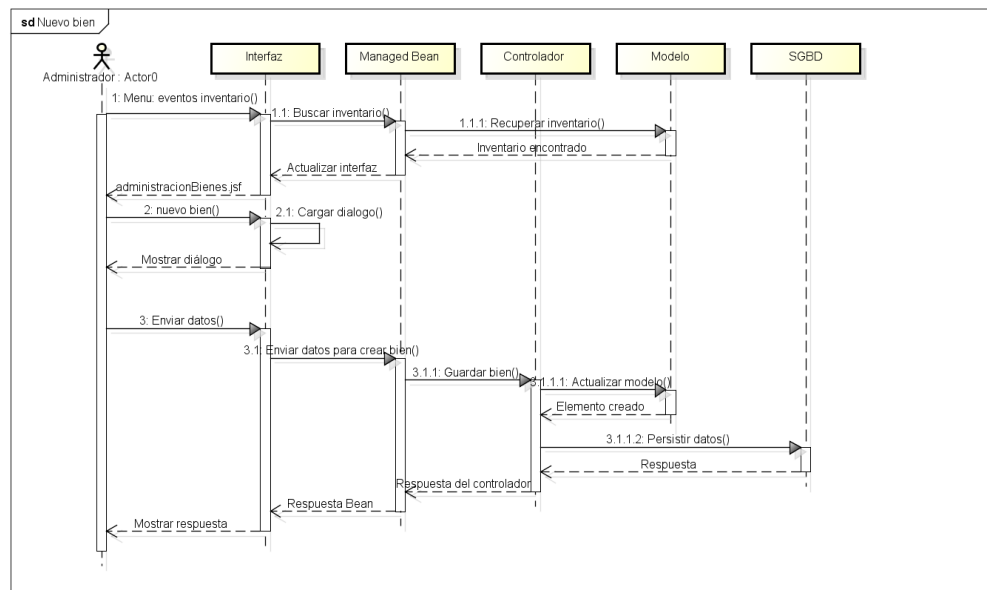 sd Nuevo bien
Administrador : Actor0
Interfaz
Managed Bean
Controlador
Modelo
SGBD
1: Menu: eventos inventario()
1.1: Buscar inventario()
1.1.1: Recuperar inventario()
Inventario encontrado
Actualizar interfaz
administracionBienes.jsf
2: nuevo bien()
2.1: Cargar dialogo()
Mostrar diálogo
3: Enviar datos()
3.1: Enviar datos para crear bien()
3.1.1: Guardar bien()
3.1.1.1: Actualizar modelo()
Elemento creado
3.1.1.2: Persistir datos()
Respuesta
Respuesta del controlador
Respuesta Bean
Mostrar respuesta